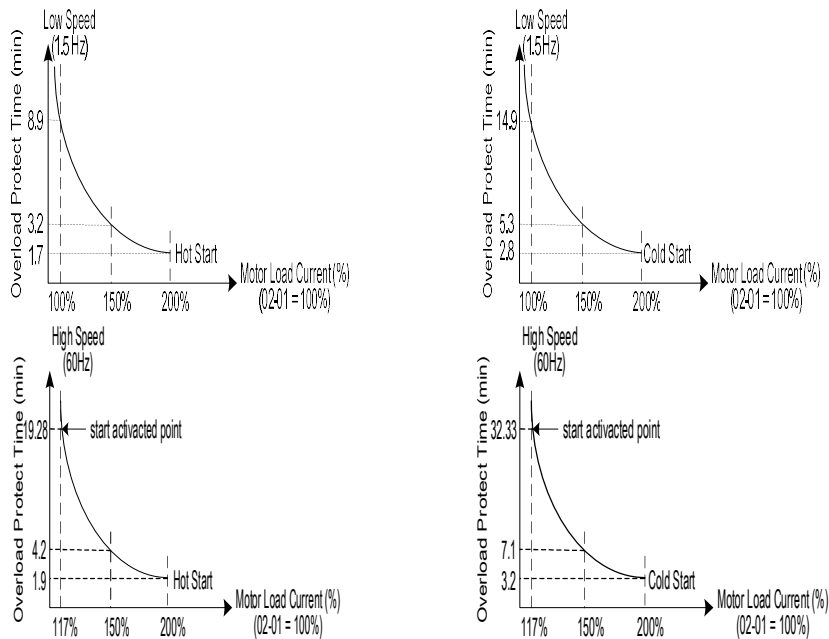 Low Speed
(1.5 Hz)
Overload Protect Time (min)
8.9
3.2
1.7
Hot Start
100%
150%
200%
Motor Load Current (%)
(02-01 = 100%)
Low Speed
(1.5 Hz)
Overload Protect Time (min)
14.9
5.3
2.8
Cold Start
100%
150%
200%
Motor Load Current (%)
(02-01 = 100%)
High Speed
(60Hz)
Overload Protect Time (min)
19.28
start activacted point
4.2
1.9
Hot Start
117%
150%
200%
Motor Load Current (%)
(02-01 = 100%)
High Speed
(60Hz)
Overload Protect Time (min)
32.33
start activacted point
7.1
3.2
Cold Start
117%
150%
200%
Motor Load Current (%)
(02-01 = 100%)